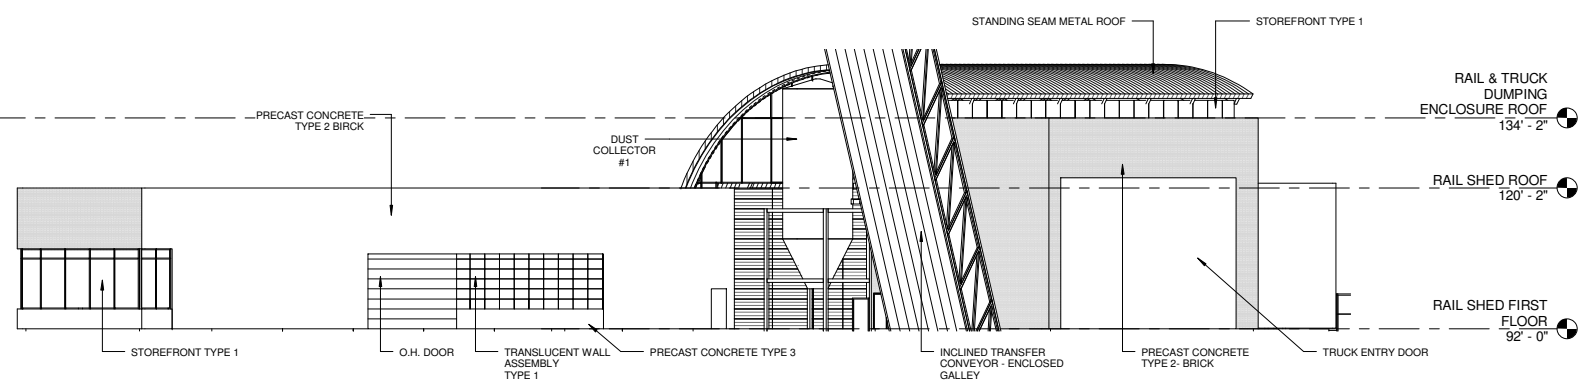 STANDING SEAM METAL ROOF
STOREFRONT TYPE 1
RAIL & TRUCK
DUMPING
ENCLOSURE ROOF
134' - 2"
PRECAST CONCRETE
TYPE 2 BIRCK
DUST
COLLECTOR
#1
RAIL SHED ROOF
120' - 2"
RAIL SHED FIRST
FLOOR
92' - 0"
STOREFRONT TYPE 1
O.H. DOOR
TRANSLUCENT WALL
ASSEMBLY
TYPE 1
PRECAST CONCRETE TYPE 3
INCLINED TRANSFER
CONVEYOR - ENCLOSED
GALLEY
PRECAST CONCRETE
TYPE 2- BRICK
TRUCK ENTRY DOOR